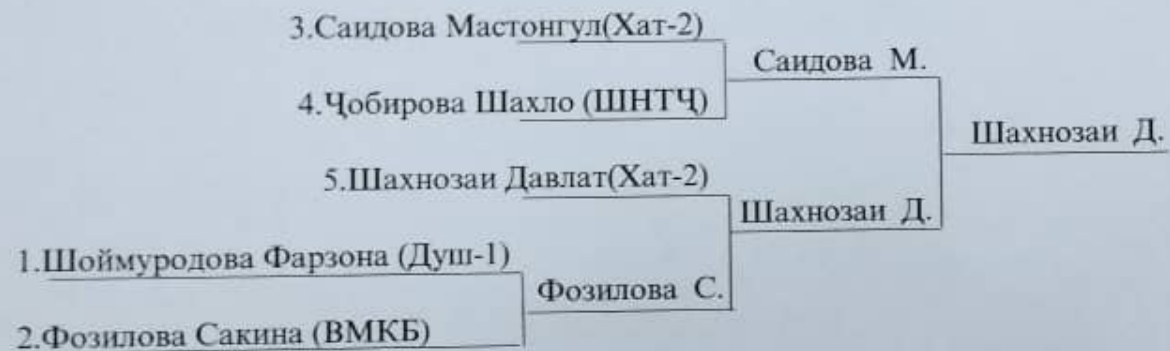 3.Саидова Мастонгул(Хат-2)
Саидова М.
4.Ҷобирова Шахло (ШНТҶ)
Шахнозаи Д.
5.Шахнозаи Давлат(Хат-2)
Шахнозаи Д.
1.Шоймуродова Фарзона (Душ-1)
Фозилова С.
2.Фозилова Сакина (ВМКБ)